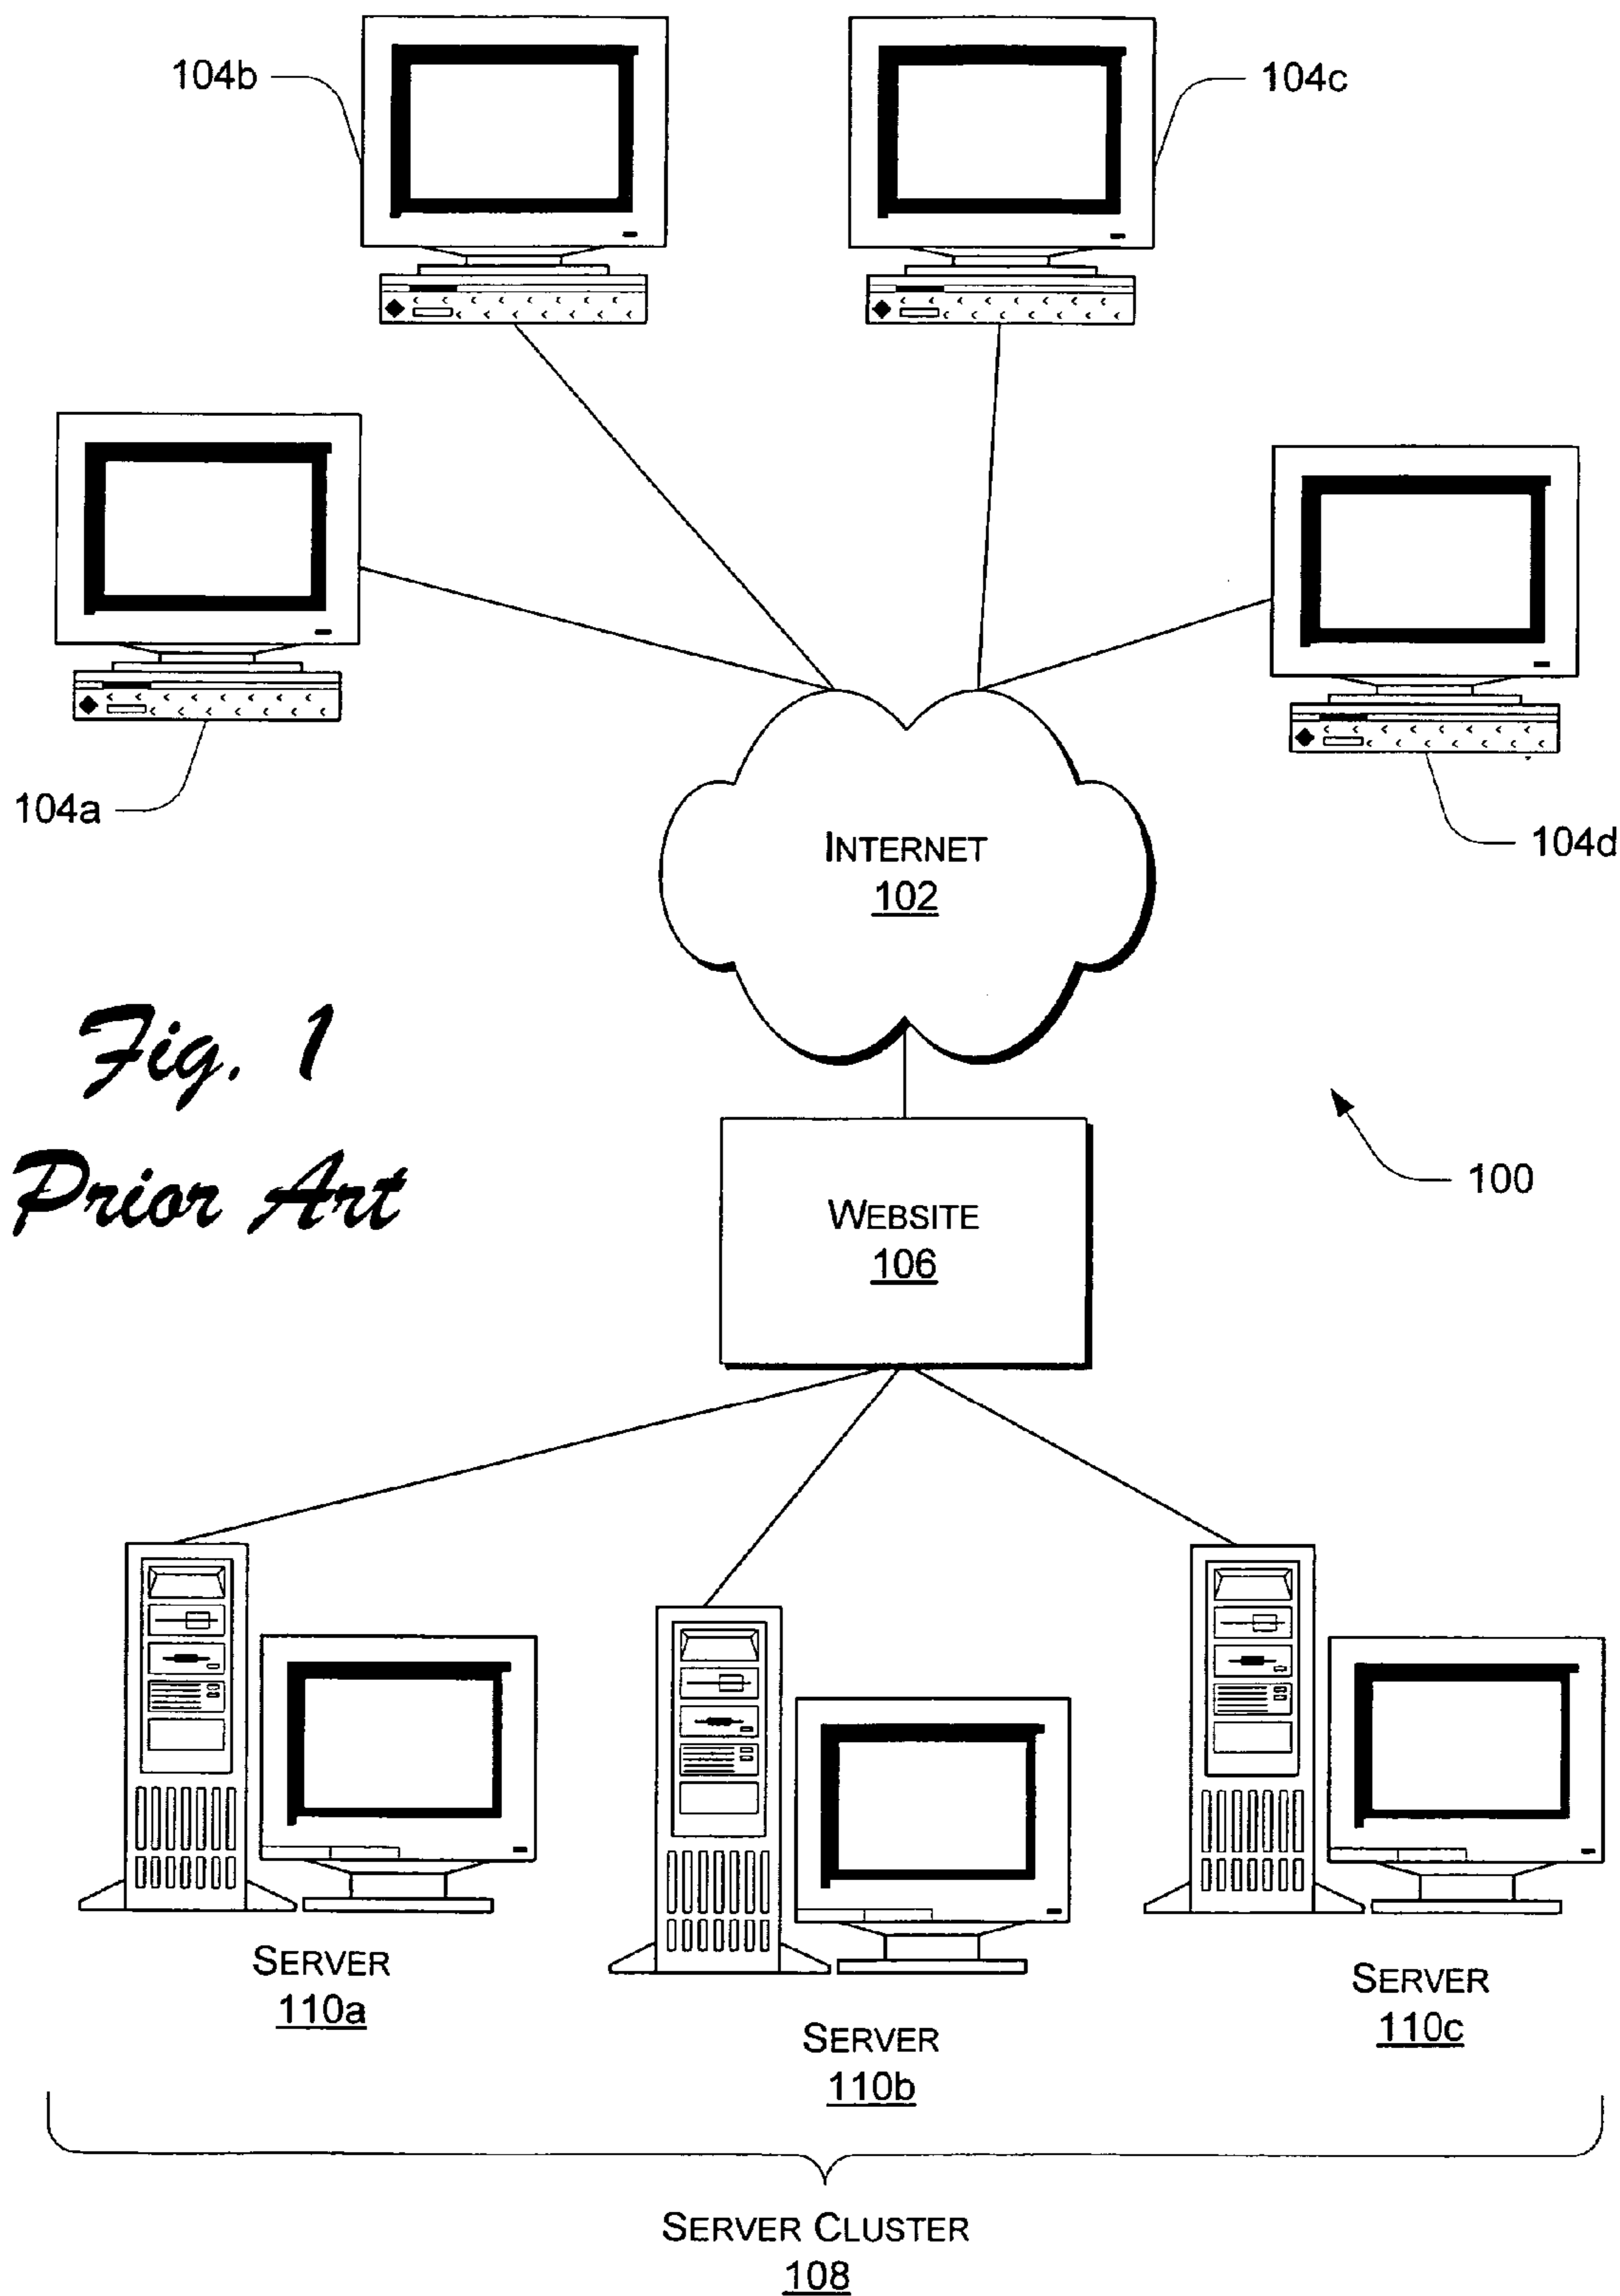 104b
104c
104a
104d
INTERNET
102
Fig. 1
Prior Art
100
WEBSITE
106
SERVER
110a
SERVER
110b
SERVER
110c
SERVER CLUSTER
108